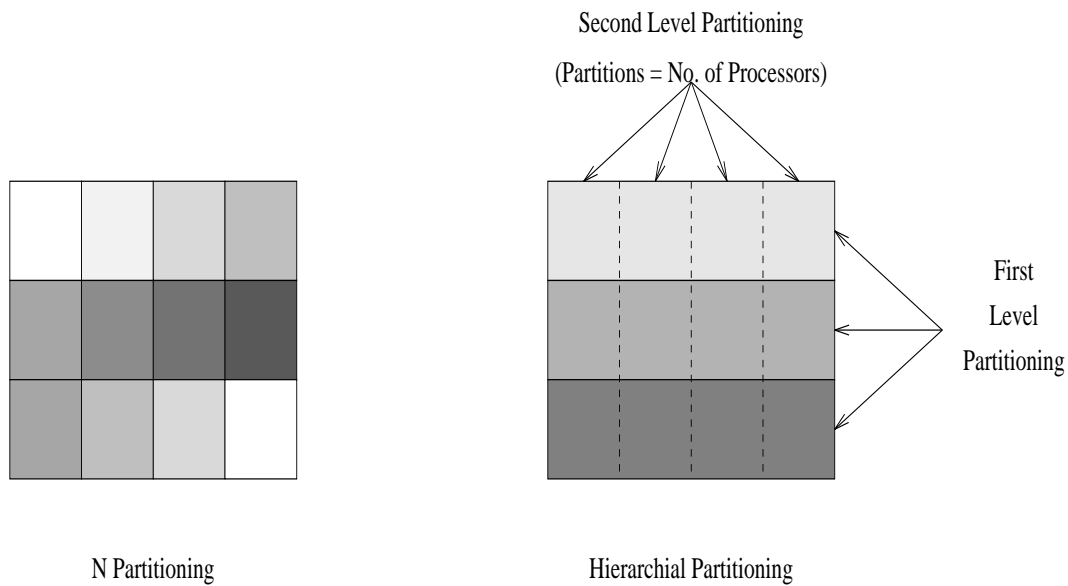 Second Level Partitioning
(Partitions = No. of Processors)
First
Level
Partitioning
N Partitioning
Hierarchial Partitioning